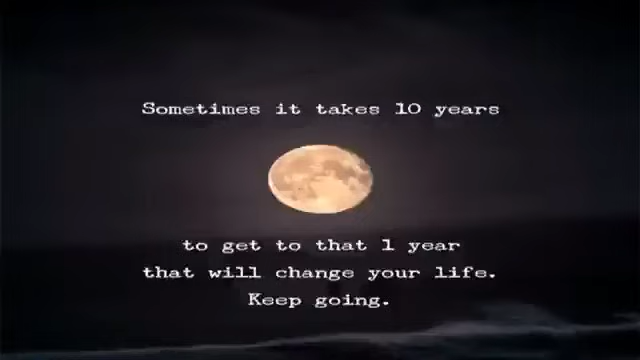 Sometimes it takes 10 years
to get to that 1 year
that will change your life.
Keep going.